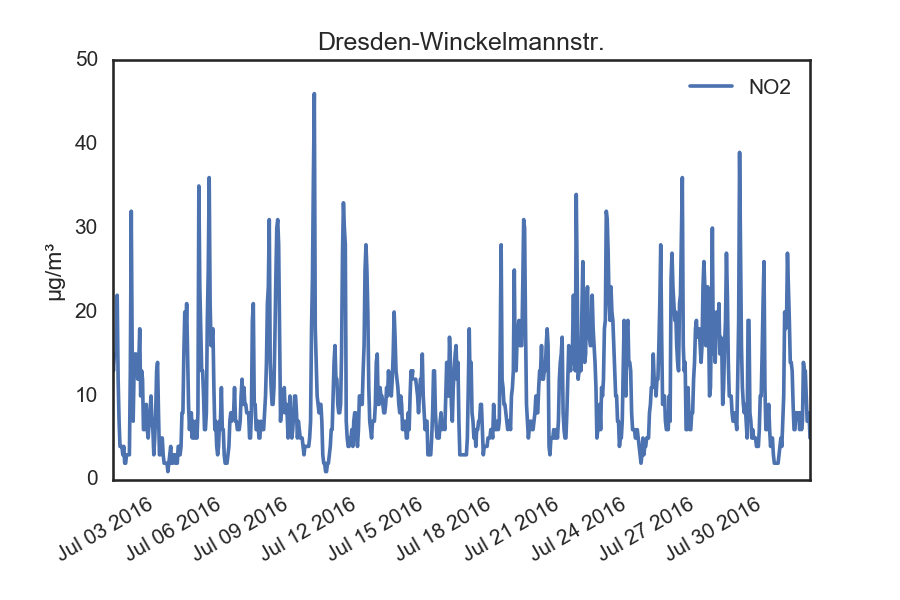 Dresden-Winckelmannstr.
50
40
30
20
10
0
µg/m³
NO2
Jul 03 2016
Jul 06 2016
Jul 09 2016
Jul 12 2016
Jul 15 2016
Jul 18 2016
Jul 21 2016
Jul 24 2016
Jul 27 2016
Jul 30 2016